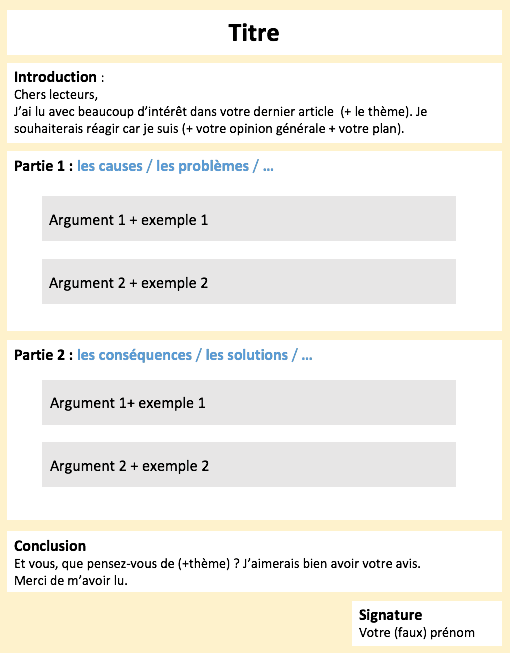 Titre
Introduction :
Chers lecteurs,
J'ai lu avec beaucoup d'intérêt dans votre dernier article (+ le thème). Je
souhaiterais réagir car je suis (+ votre opinion générale + votre plan).
Partie 1 : les causes / les problèmes / ...
Argument 1 + exemple 1
Argument 2 + exemple 2
Partie 2 : les conséquences / les solutions / ...
Argument 1+ exemple 1
Argument 2 + exemple 2
Conclusion
Et vous, que pensez-vous de (+thème) ? J'aimerais bien avoir votre avis.
Merci de m'avoir lu.
Signature
Votre (faux) prénom